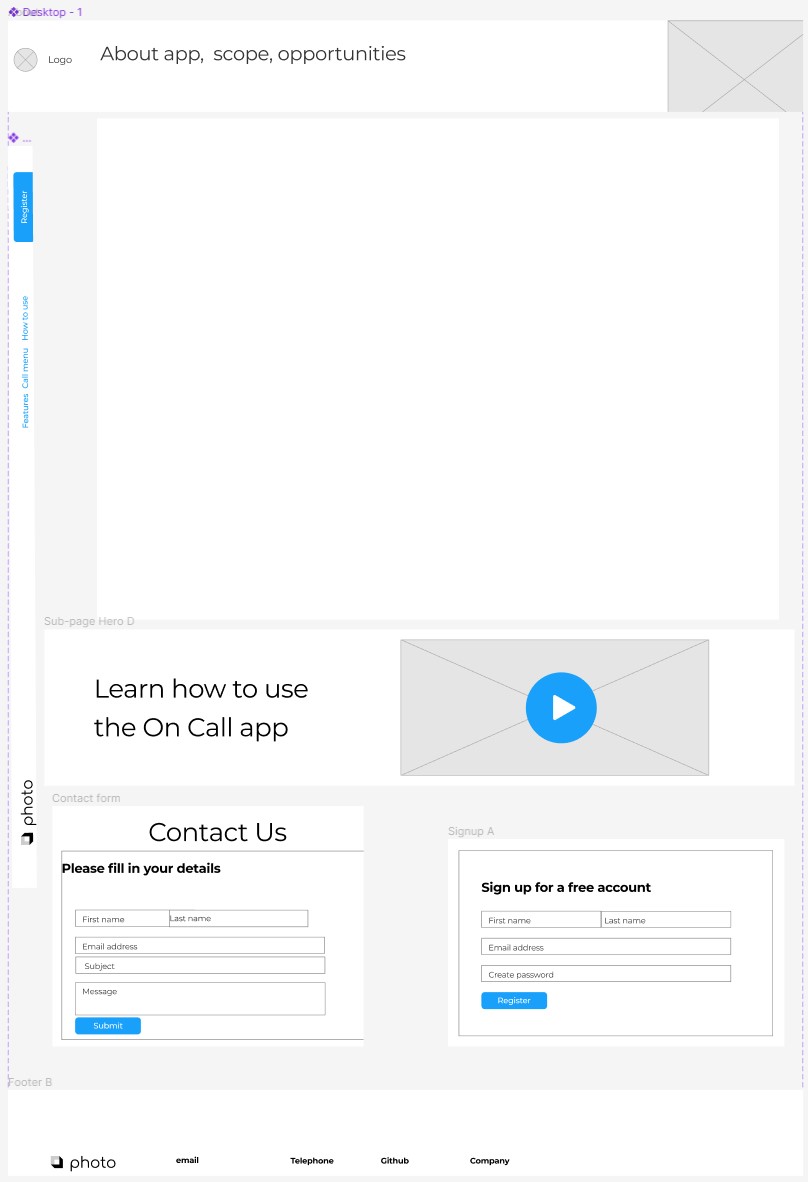 Desktop - 1
Logo
About app, scope, opportunities
...
Register
How to use
Call menu
Features
photo
Sub-page Hero D
Learn how to use
the On Call app
Contact form
Contact Us
Please fill in your details
First name
Last name
Email address
Subject
Message
Submit
Signup A
Sign up for a free account
First name
Last name
Email address
Create password
Register
Footer B
photo
email
Telephone
Github
Company